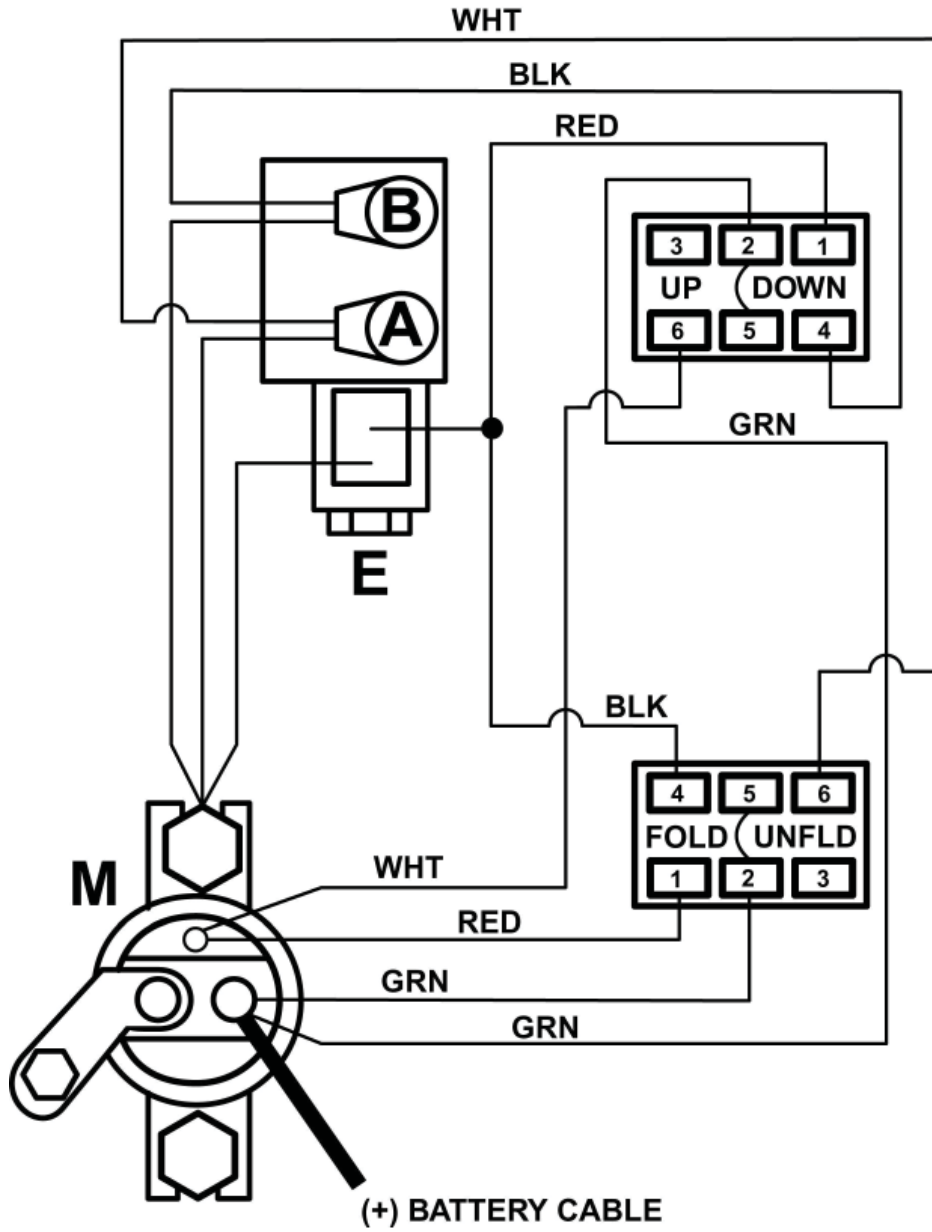 WHT
BLK
RED
B
3 2 1
UP DOWN
A
6 5 4
GRN
E
BLK
4 5 6
FOLD UNFLD
M
WHT
1 2 3
RED
GRN
GRN
(+) BATTERY CABLE